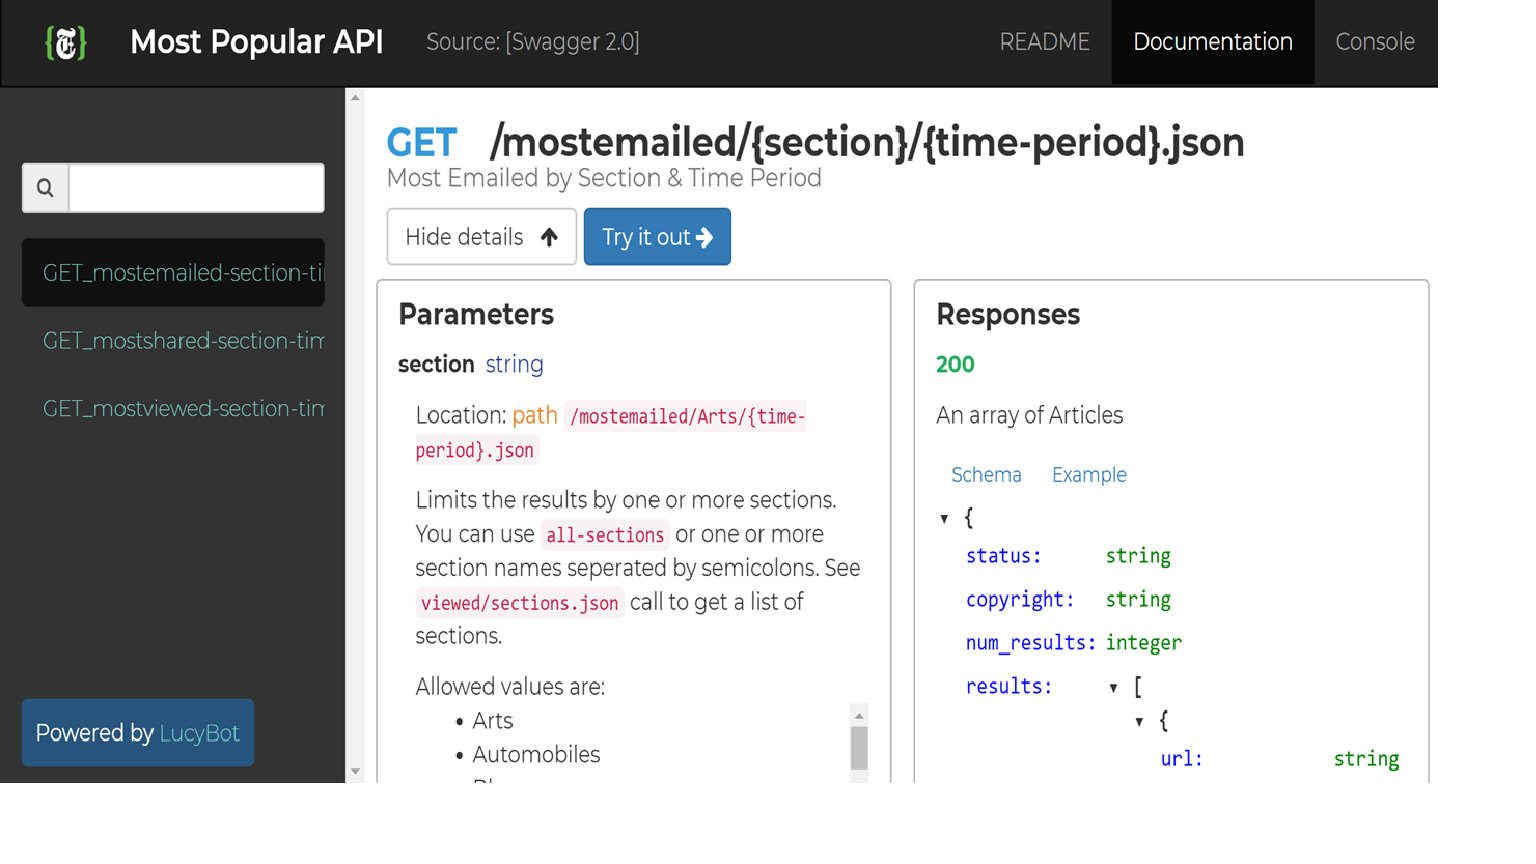 Most Popular API Source: [Swagger 2.0] README Documentation Console
GET_mostemailed-section-ti
GET_mostshared-section-tim
GET_mostviewed-section-tim
Powered by LucyBot
GET /mostemailed/{section}/{time-period}.json
Most Emailed by Section & Time Period
Hide details Try it out
Parameters
section string
Location: path /mostemailed/Arts/{time-
period}.json
Limits the results by one or more sections.
You can use all-sections or one or more
section names seperated by semicolons. See
viewed/sections.json call to get a list of
sections.
Allowed values are:
• Arts
• Automobiles
Responses
200
An array of Articles
Schema Example
{
status: string
copyright: string
num_results: integer
results: [
{
url: string